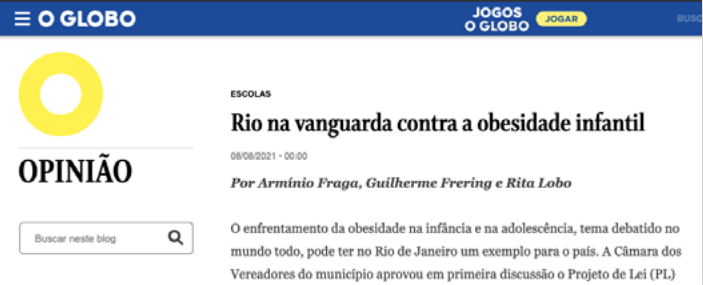 O GLOBO
JOGOS
O GLOBO
JOGAR
BUSC
OPINIÃO
Buscar neste blog
ESCOLAS
Rio na vanguarda contra a obesidade infantil
08/08/2021 - 00:00
Por Armínio Fraga, Guilherme Frering e Rita Lobo
O enfrentamento da obesidade na infância e na adolescência, tema debatido no
mundo todo, pode ter no Rio de Janeiro um exemplo para o país. A Câmara dos
Vereadores do município aprovou em primeira discussão o Projeto de Lei (PL)